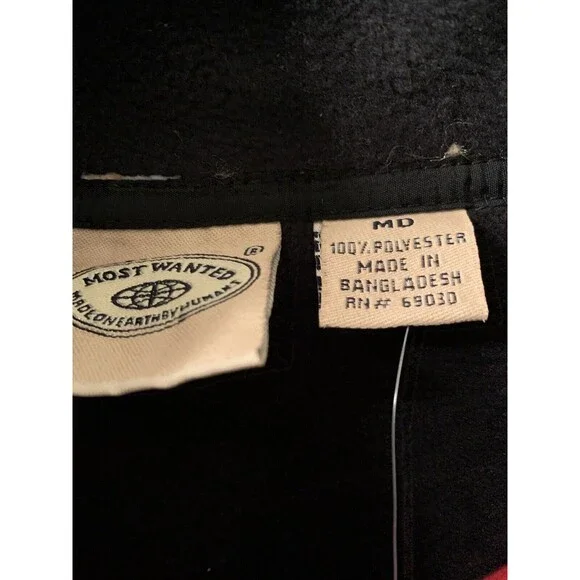 ®
MOST WANTED
MADE ON EARTH BY HUMANS
MD
100% POLYESTER
MADE IN
BANGLADESH
RN# 69030